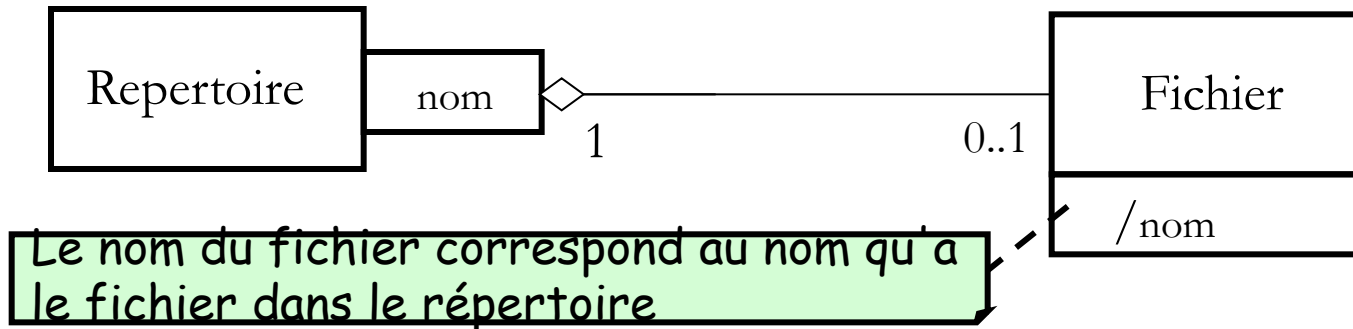 Repertoire
nom
1
0..1
Fichier
/nom
Le nom du fichier correspond au nom qu'a
le fichier dans le répertoire